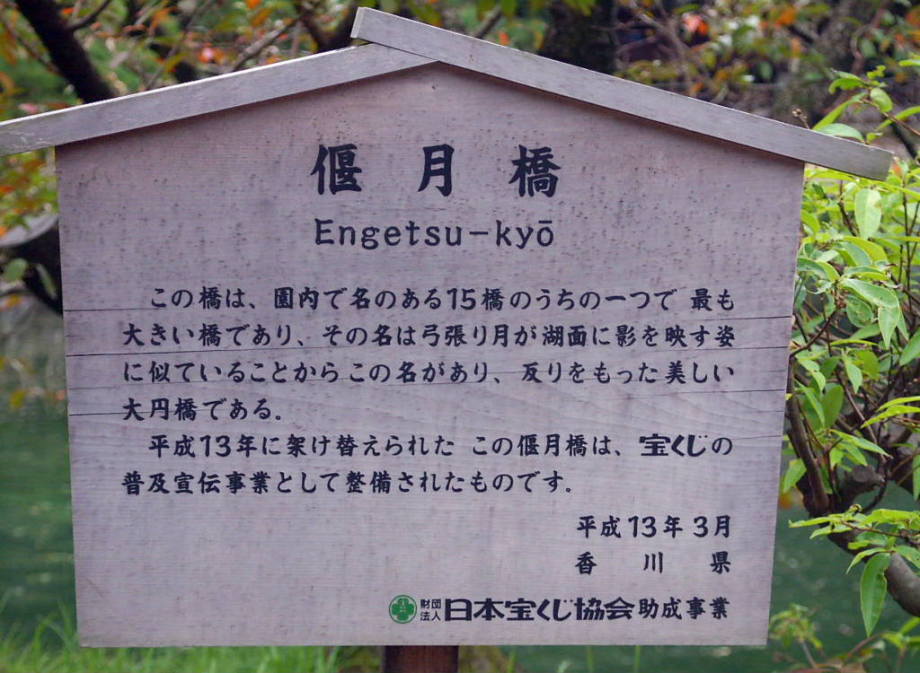 偃月橋
Engetsu-kyō
この橋は、園内で名のある15橋のうちの一つで 最も
大きい橋であり、その名は弓張り月が湖面に影を映す姿
に似ていることからこの名があり、反りをもった美しい
大円橋である。
平成13年に架け替えられた この偃月橋は、宝くじの
普及宣伝事業として整備されたものです。
平成13年3月
香川県
財団法人 日本宝くじ協会助成事業